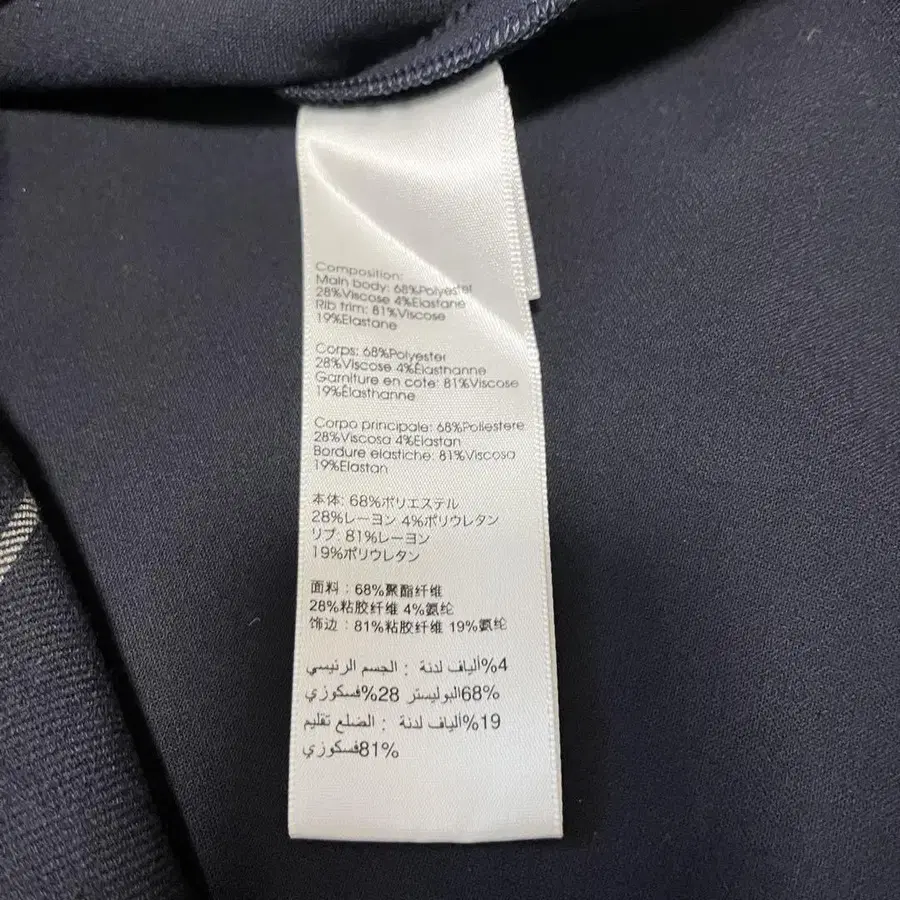 Composition:
Main body: 68%Polyester
28%Viscose 4%Elastane
Rib trim: 81%Viscose
19%Elastane
Corps: 68%Polyester
28%Viscose 4%Élasthanne
Garniture en cote: 81%Viscose
19%Élasthanne
Corpo principale: 68%Poliestere
28%Viscosa 4%Elastan
Bordure elastiche: 81%Viscosa
19%Elastan
本体: 68%ポリエステル
28%レーヨン 4%ポリウレタン
リブ: 81%レーヨン
19%ポリウレタン
面料：68%聚酯纤维
28%粘胶纤维 4%氨纶
饰边：81%粘胶纤维 19%氨纶
الجسم الرئيسي : ألياف لدنة%4
فسكوزي%28 البوليستر%68
الضلع تقليم : ألياف لدنة%19
فسكوزي%81